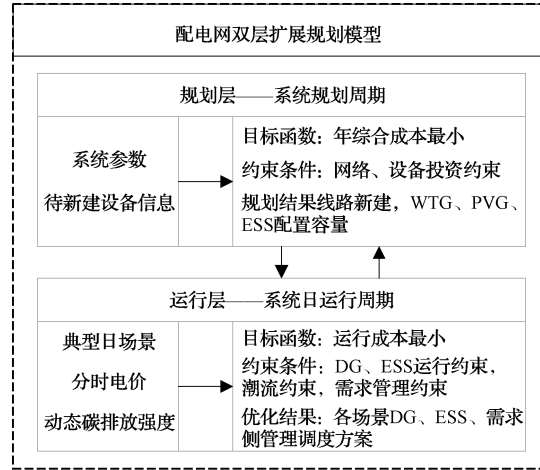 配电网双层扩展规划模型
规划层——系统规划周期
系统参数
待新建设备信息
目标函数：年综合成本最小
约束条件：网络、设备投资约束
规划结果线路新建，WTG、PVG、
ESS配置容量
运行层——系统日运行周期
典型日场景
分时电价
动态碳排放强度
目标函数：运行成本最小
约束条件：DG、ESS运行约束，
潮流约束，需求管理约束
优化结果：各场景DG、ESS、需求
侧管理调度方案